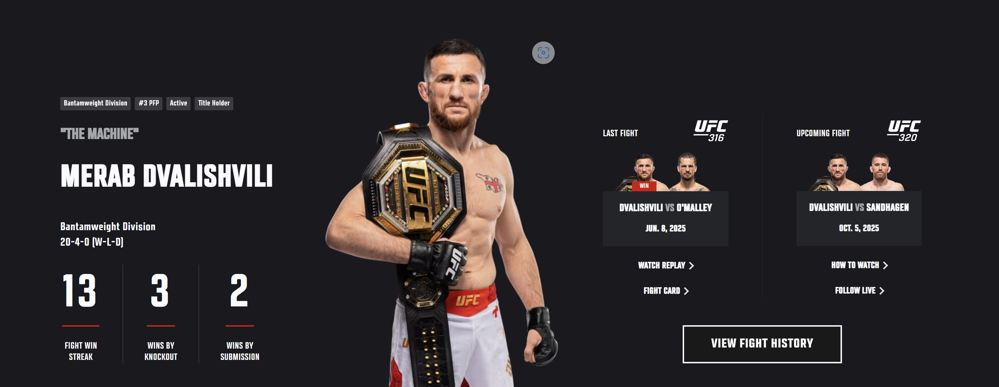 Bantamweight Division
#3 PFP
Active
Title Holder
"THE MACHINE"
MERAB DVALISHVILI
Bantamweight Division
20-4-0 (W-L-D)
13
FIGHT WIN
STREAK
3
WINS BY
KNOCKOUT
2
WINS BY
SUBMISSION
UFC
UFC
UFC
LAST FIGHT
UFC
316
WIN
DVALISHVILI VS O'MALLEY
JUN. 8, 2025
WATCH REPLAY
FIGHT CARD
UPCOMING FIGHT
UFC
320
DVALISHVILI VS SANDHAGEN
OCT. 5, 2025
HOW TO WATCH
FOLLOW LIVE
VIEW FIGHT HISTORY